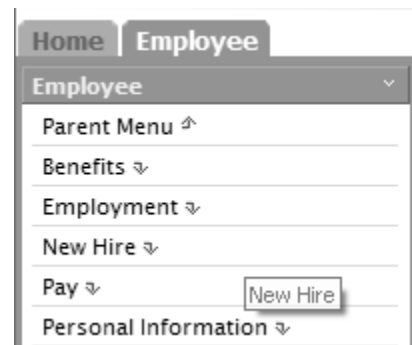 Home Employee
Employee
Parent Menu
Benefits
Employment
New Hire
Pay
New Hire
Personal Information